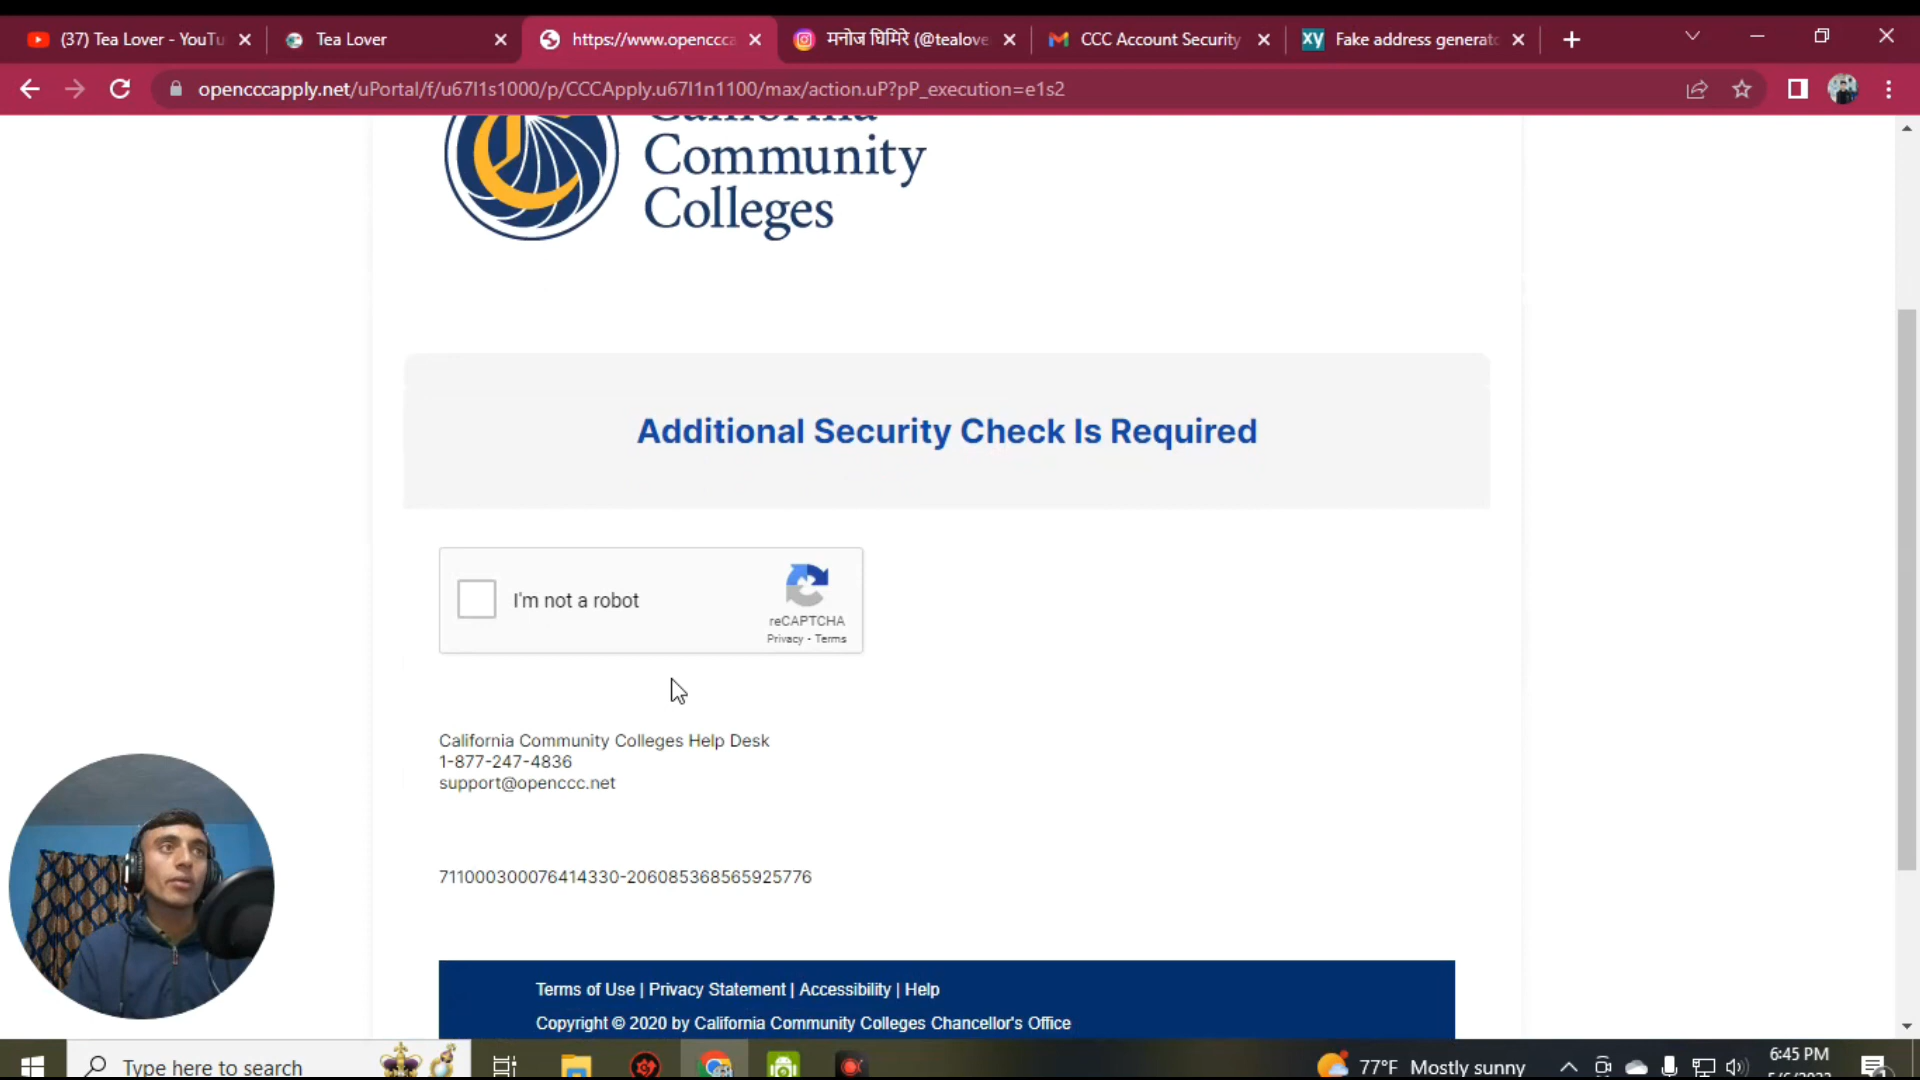 (37) Tea Lover - YouTu
Tea Lover
https://www.openccca
मनोज घिमिरे (@tealove
CCC Account Security
xy Fake address generato
opencccapply.net/uPortal/f/u67l1s1000/p/CCCApply.u67l1n1100/max/action.uP?pP_execution=e1s2
California
Community
Colleges
Additional Security Check Is Required
I'm not a robot
reCAPTCHA
Privacy - Terms
California Community Colleges Help Desk
1-877-247-4836
support@openccc.net
711000300076414330-206085368565925776
Terms of Use | Privacy Statement | Accessibility | Help
Copyright © 2020 by California Community Colleges Chancellor's Office
Type here to search
77°F Mostly sunny
6:45 PM